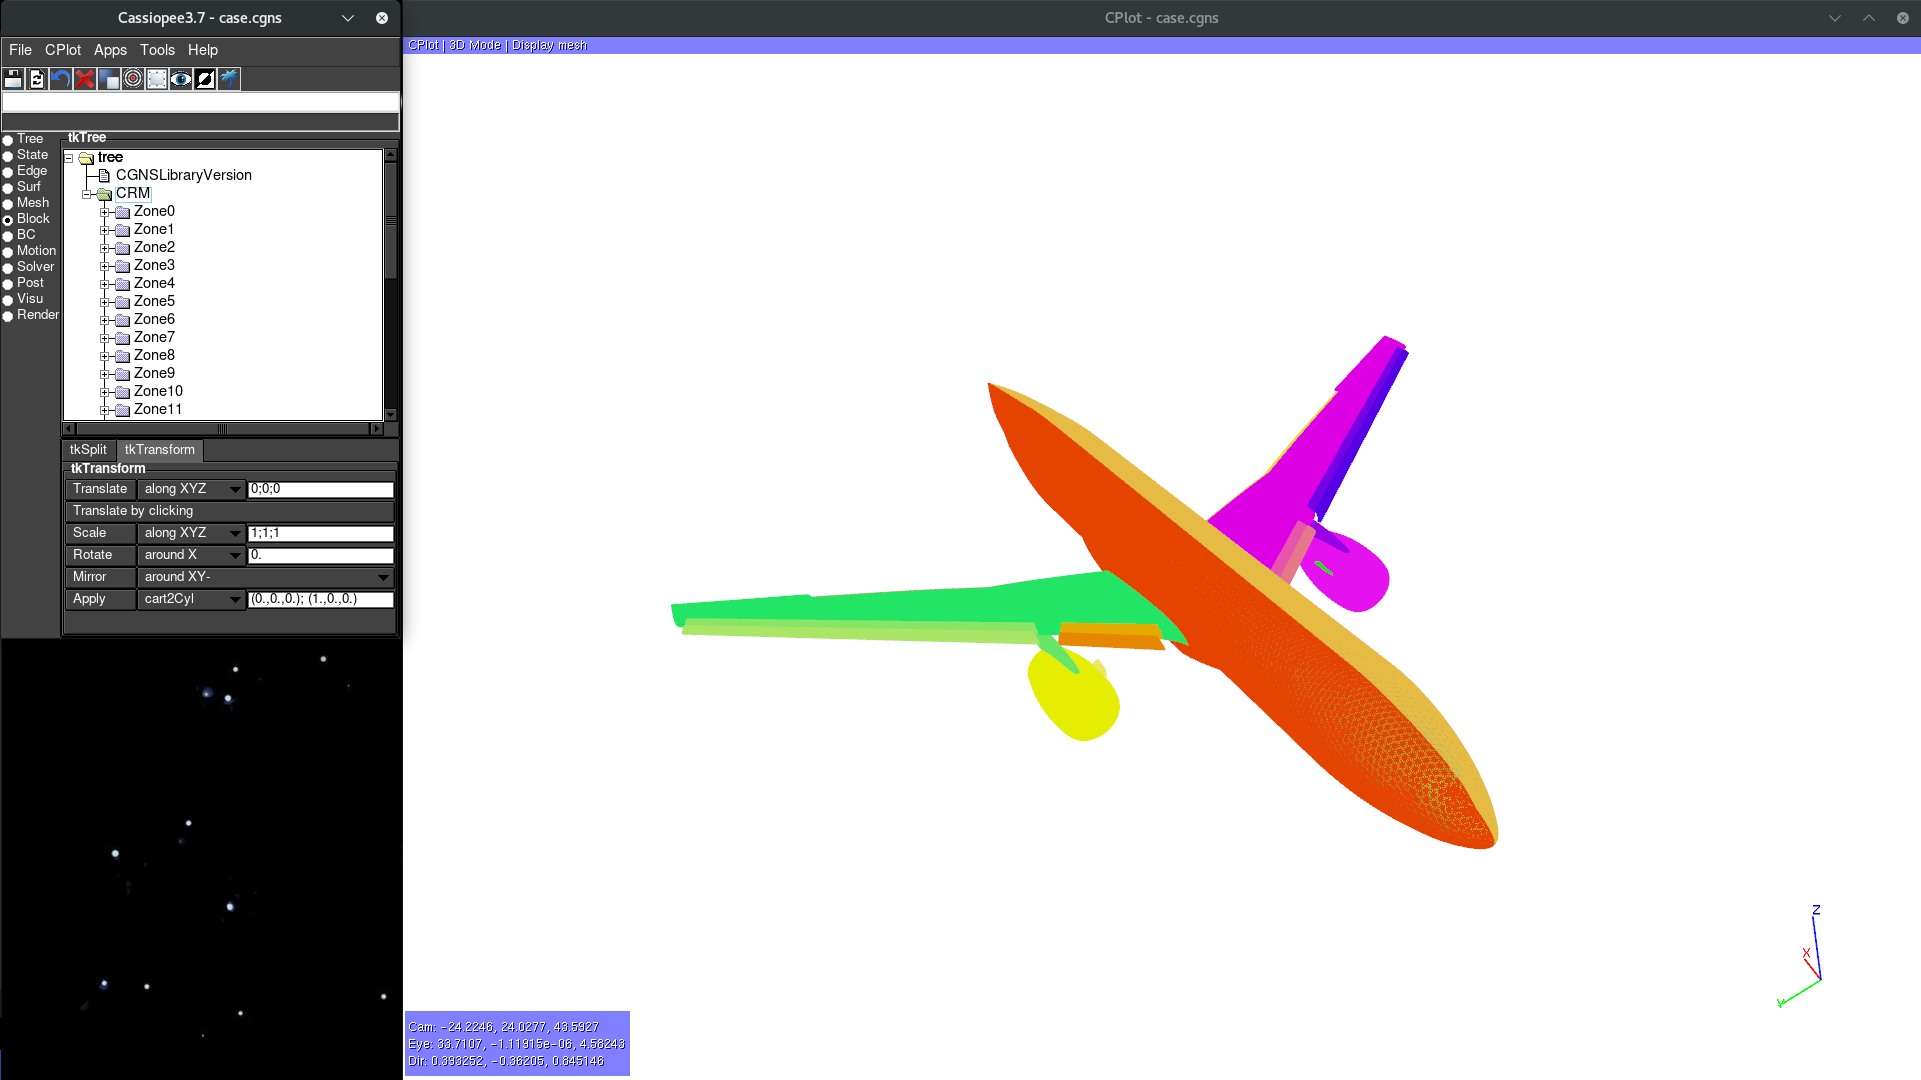 Cassiopee3.7 - case.cgns
CPlot - case.cgns
File CPlot Apps Tools Help
CPlot | 3D Mode | Display mesh
Tree
State
Edge
Surf
Mesh
Block
BC
Motion
Solver
Post
Visu
Render
tkTree
tree
CGNSLibraryVersion
CRM
Zone0
Zone1
Zone2
Zone3
Zone4
Zone5
Zone6
Zone7
Zone8
Zone9
Zone10
Zone11
tkSplit tkTransform
tkTransform
Translate along XYZ 0;0;0
Translate by clicking
Scale along XYZ 1;1;1
Rotate around X 0.
Mirror around XY-
Apply cart2Cyl (0.,0.,0.); (1.,0.,0.)
Z
X
Y
Cam: -24.2246, 24.0277, 43.5927
Eye: 33.7107, -1.11915e-06, 4.58243
Dir: 0.393252, -0.36205, 0.845146